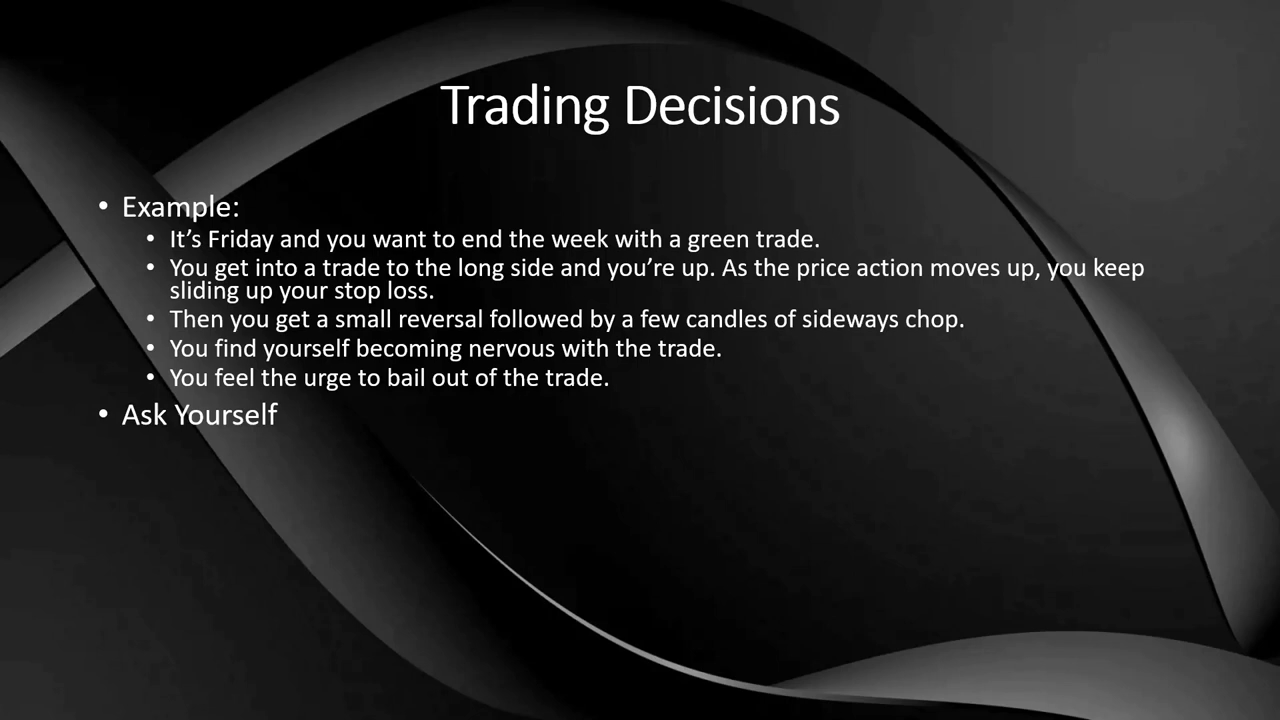 Trading Decisions
• Example:
• It’s Friday and you want to end the week with a green trade.
• You get into a trade to the long side and you’re up. As the price action moves up, you keep
sliding up your stop loss.
• Then you get a small reversal followed by a few candles of sideways chop.
• You find yourself becoming nervous with the trade.
• You feel the urge to bail out of the trade.
• Ask Yourself